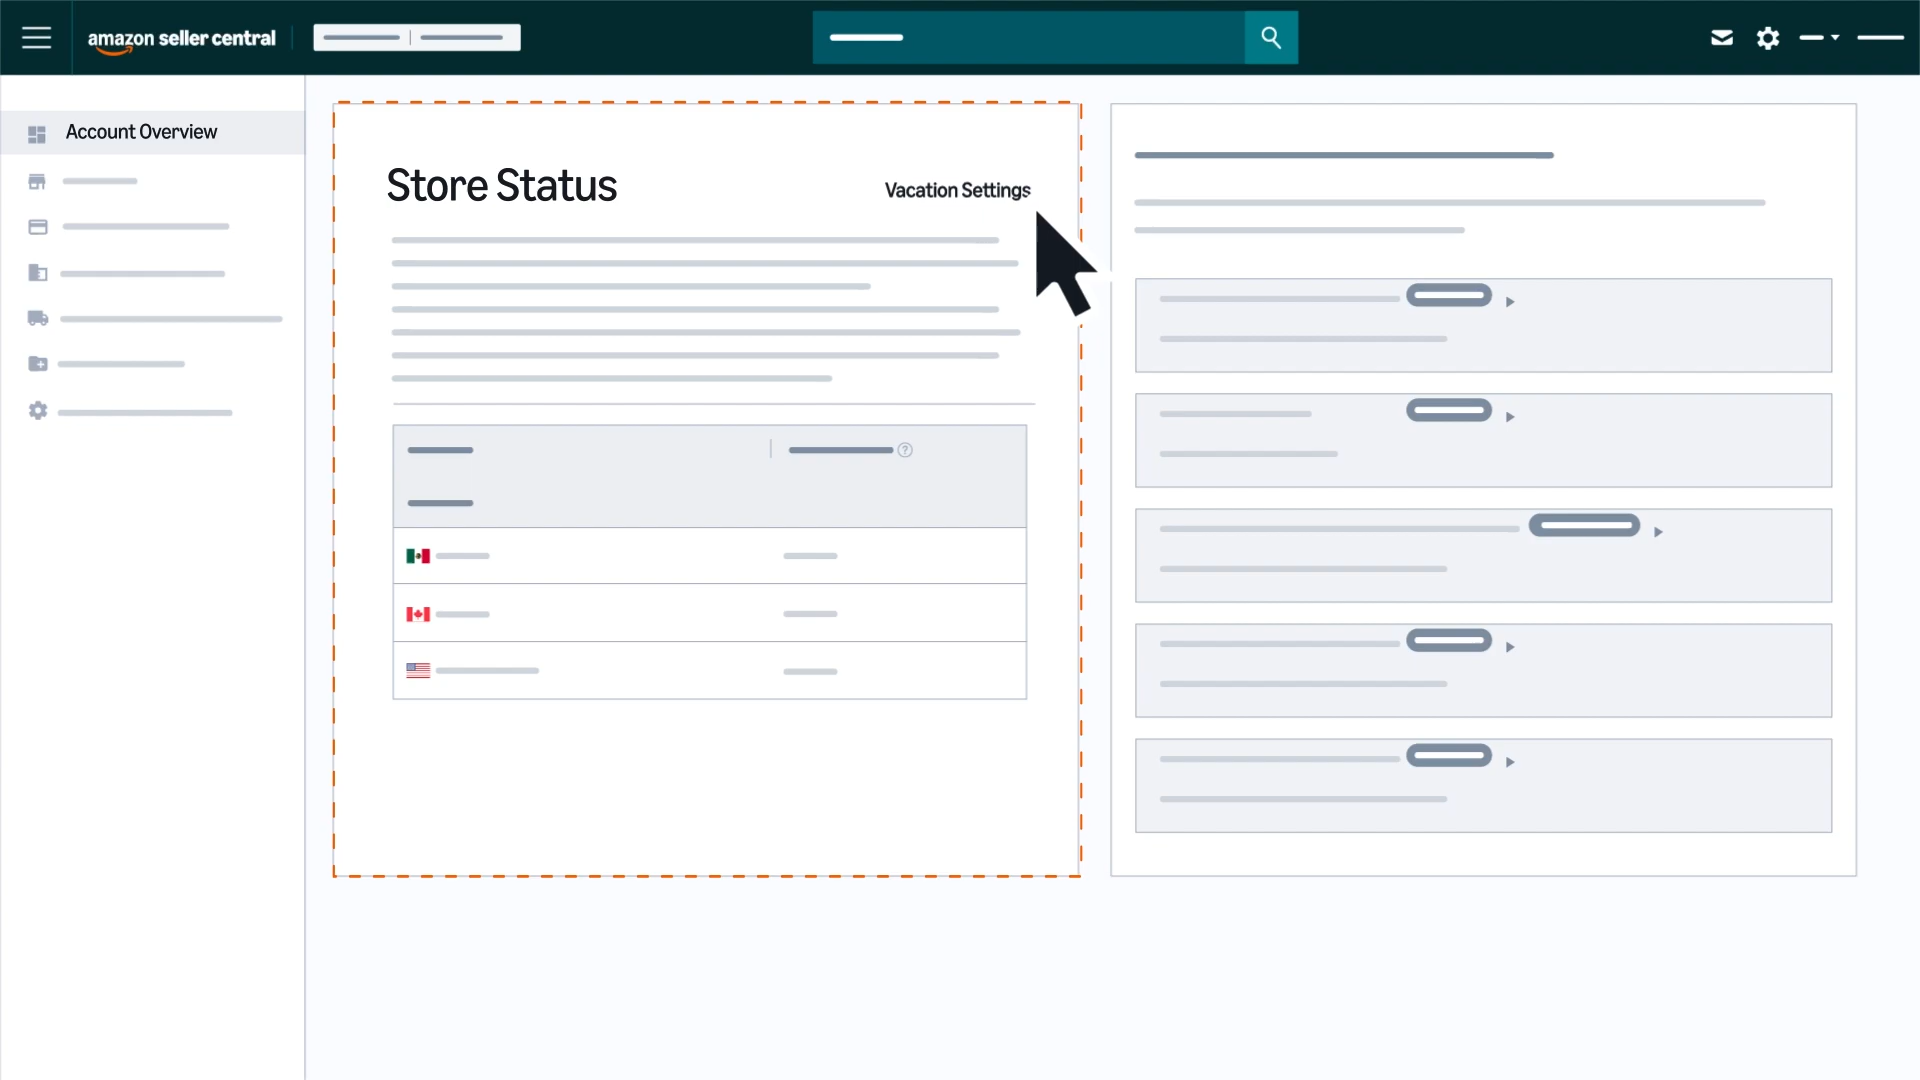 amazon seller central
Account Overview
Store Status
Vacation Settings
?